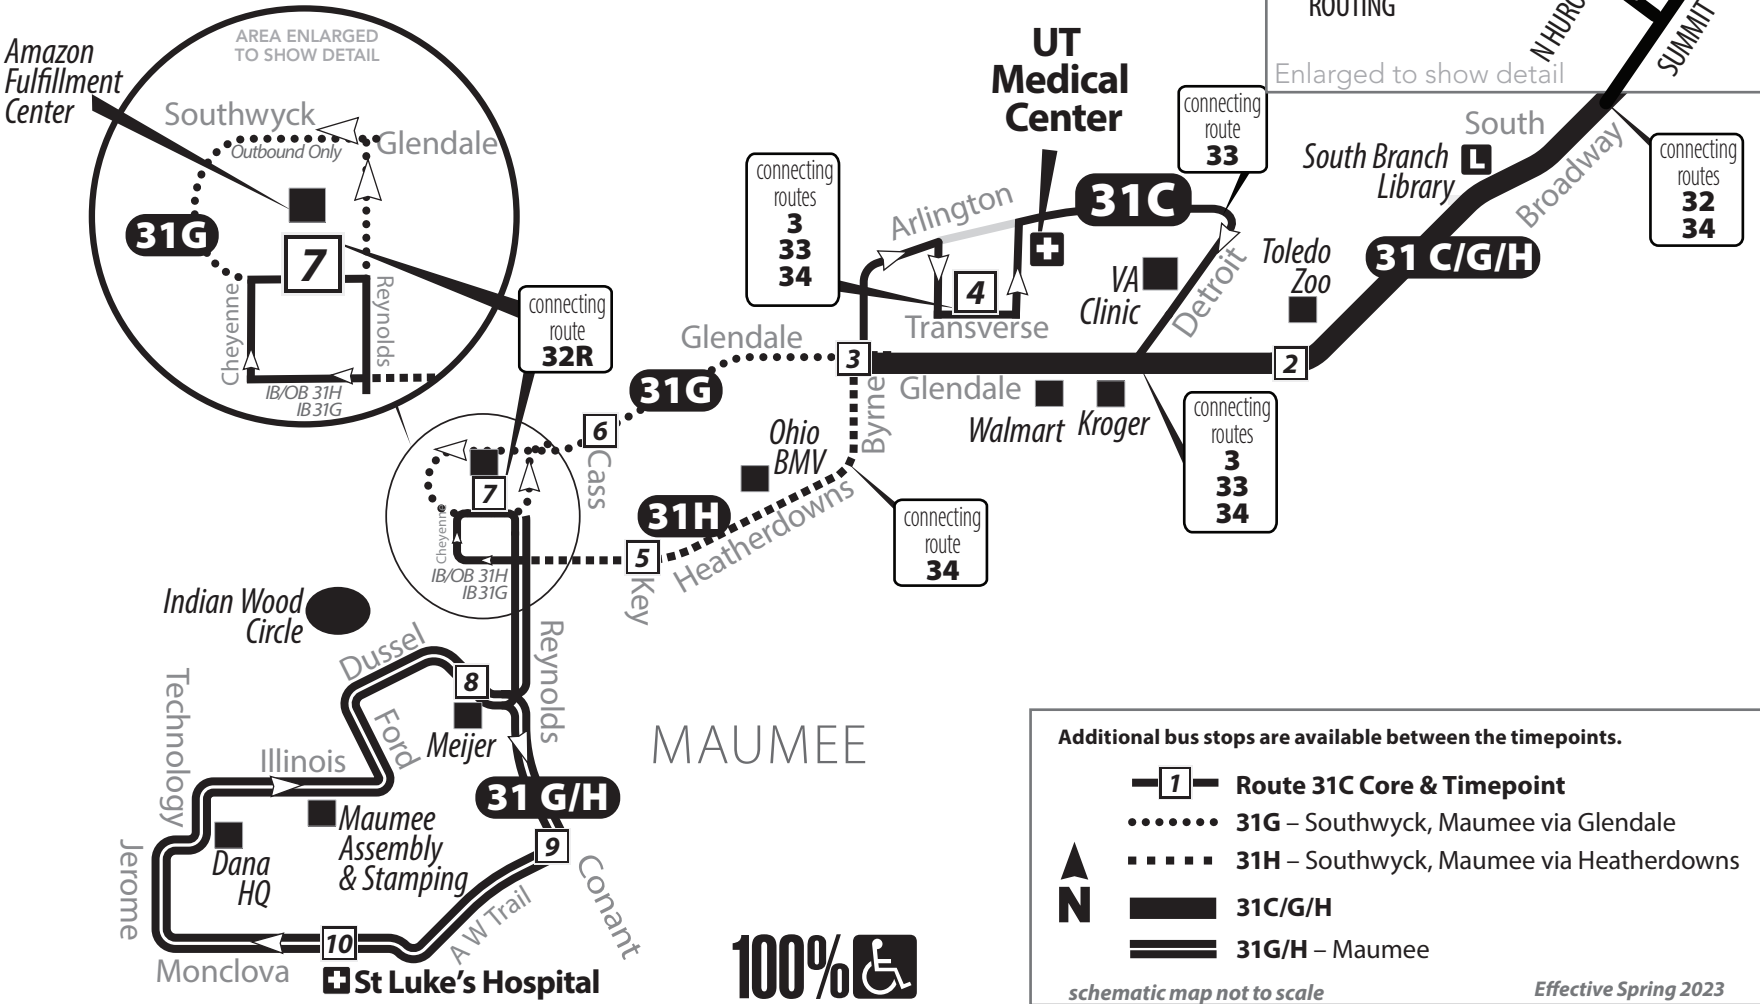 ROUTING
N HURO
SUMMIT
Enlarged to show detail
AREA ENLARGED
TO SHOW DETAIL
Amazon
Fulfillment
Center
Southwyck
Outbound Only
Glendale
31G
7
Cheyenne
Reynolds
IB/OB 31H
IB31G
connecting
route
32R
UT
Medical
Center
connecting
routes
3
33
34
Arlington
31C
connecting
route
33
4
Transverse
VA
Clinic
Detroit
South Branch
Library
L
South
Broadway
connecting
routes
32
34
Toledo
Zoo
31 C/G/H
Glendale
3
2
Glendale
Byrne
Walmart
Kroger
connecting
routes
3
33
34
31G
6
Cass
Ohio
BMV
31H
5
Key
Heatherdowns
connecting
route
34
7
Cheyenne
IB/OB 31H
IB31G
Reynolds
Indian Wood
Circle
Dussel
8
Meijer
Ford
Technology
Illinois
Maumee
Assembly
& Stamping
Dana
HQ
Jerome
31 G/H
9
Conant
A W Trail
10
Monclova
St Luke's Hospital
MAUMEE
100%
Additional bus stops are available between the timepoints.
1 Route 31C Core & Timepoint
31G – Southwyck, Maumee via Glendale
31H – Southwyck, Maumee via Heatherdowns
31C/G/H
31G/H – Maumee
N
schematic map not to scale
Effective Spring 2023